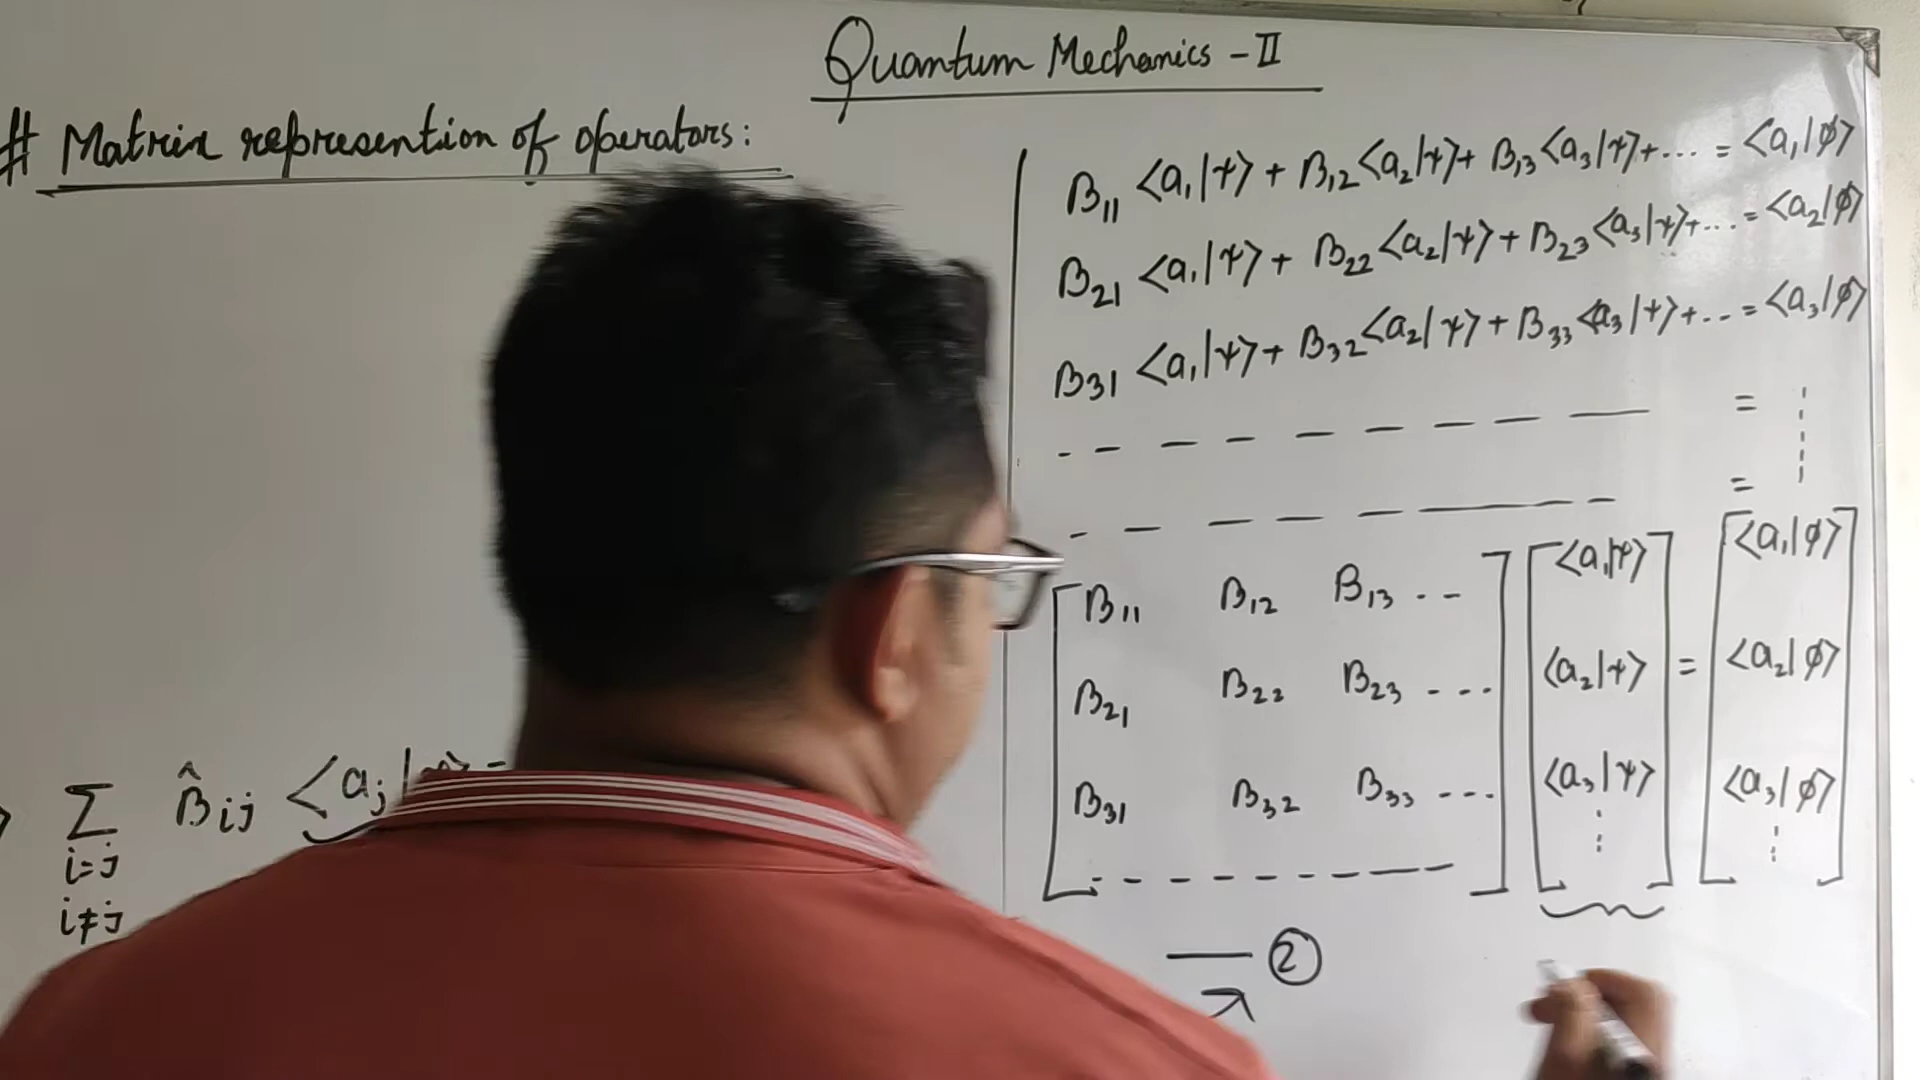 Quantum Mechanics - II
# Matrix represention of operators:
B₁₁ <a₁|ψ> + B₁₂ <a₂|ψ> + B₁₃ <a₃|ψ> + ... = <a₁|φ>
B₂₁ <a₁|ψ> + B₂₂ <a₂|ψ> + B₂₃ <a₃|ψ> + ... = <a₂|φ>
B₃₁ <a₁|ψ> + B₃₂ <a₂|ψ> + B₃₃ <a₃|ψ> + ... = <a₃|φ>
=
=
B₁₁ B₁₂ B₁₃ -- <a₁|ψ> <a₁|φ>
B₂₁ B₂₂ B₂₃ --- <a₂|ψ> = <a₂|φ>
B₃₁ B₃₂ B₃₃ --- <a₃|ψ> <a₃|φ>
Σ B̂ij <aj|
i=j
i≠j
— ②